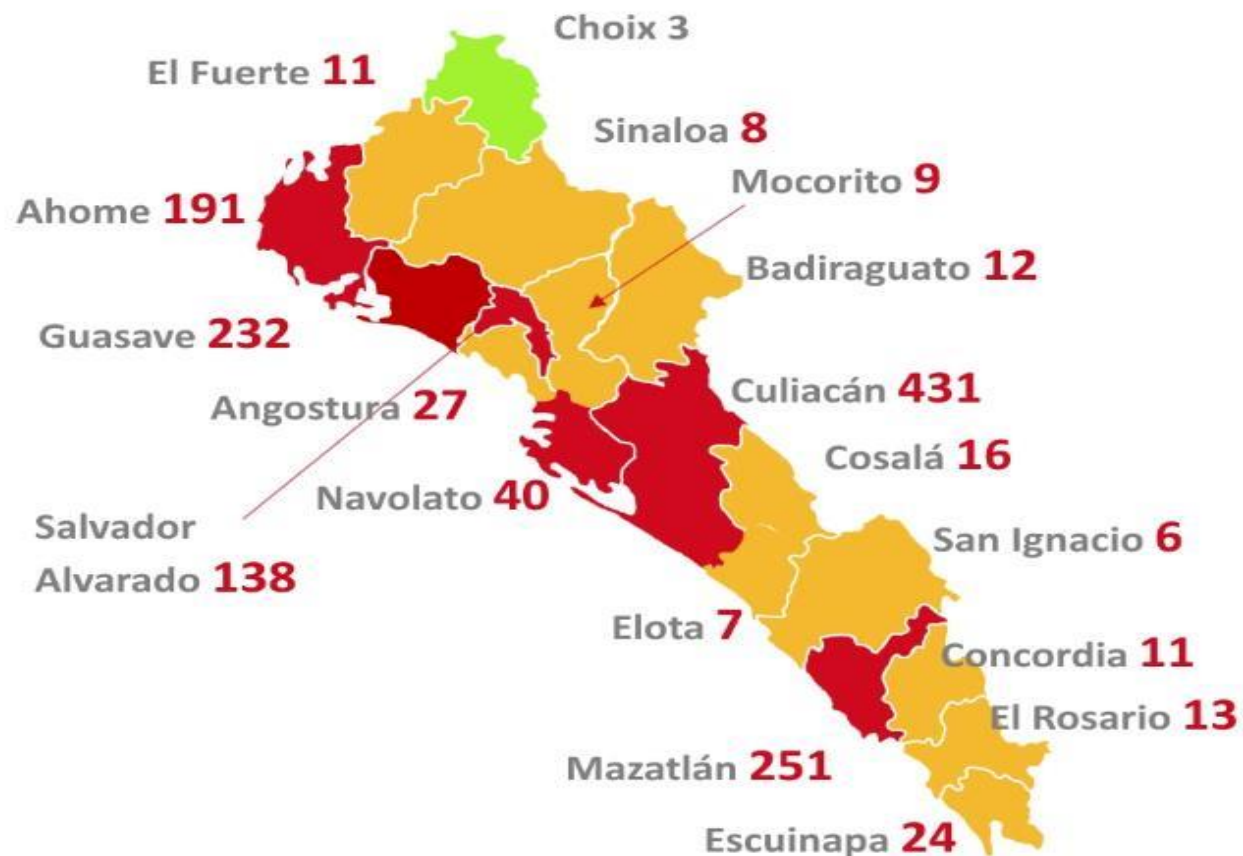 Choix 3
El Fuerte 11
Sinaloa 8
Mocorito 9
Ahome 191
Badiraguato 12
Guasave 232
Culiacán 431
Angostura 27
Cosalá 16
Navolato 40
Salvador
Alvarado 138
San Ignacio 6
Elota 7
Concordia 11
El Rosario 13
Mazatlán 251
Escuinapa 24